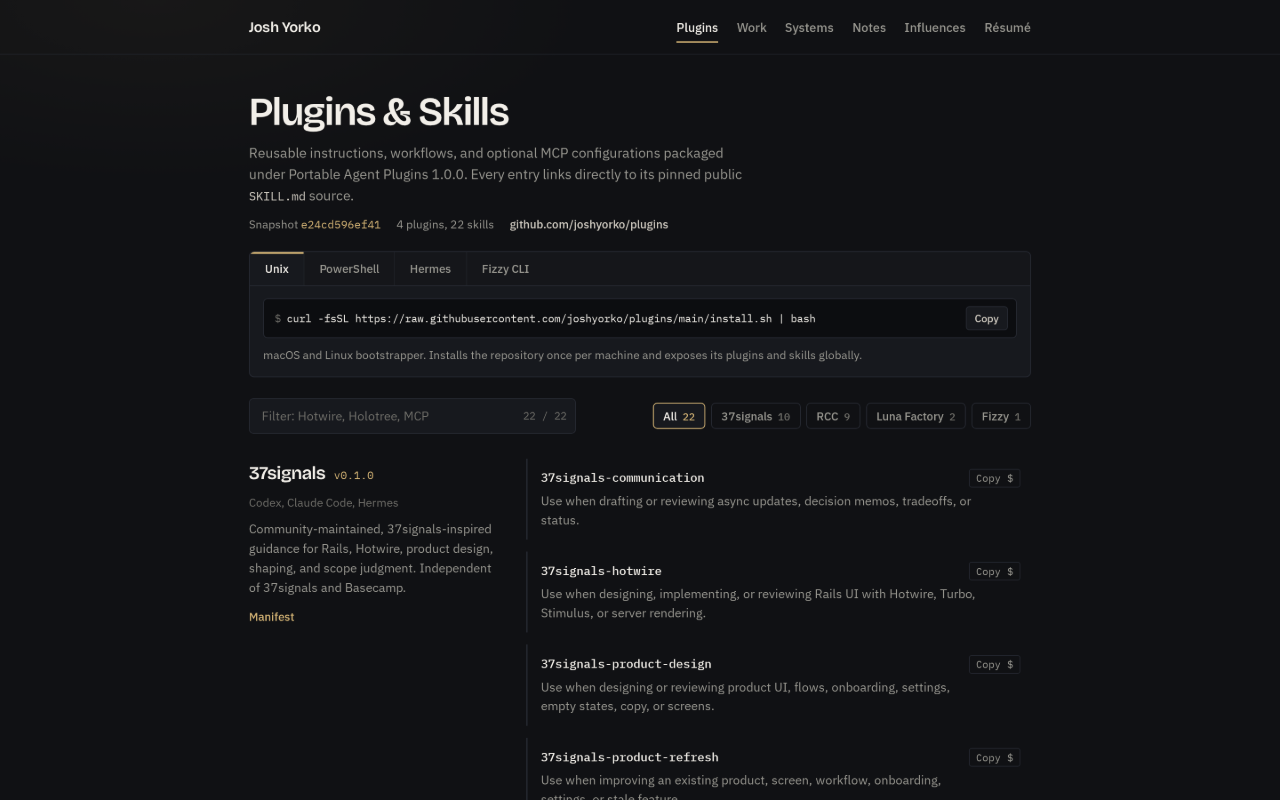 Josh Yorko
Plugins Work Systems Notes Influences Résumé
Plugins & Skills
Reusable instructions, workflows, and optional MCP configurations packaged
under Portable Agent Plugins 1.0.0. Every entry links directly to its pinned public
SKILL.md source.
Snapshot e24cd596ef41 4 plugins, 22 skills github.com/joshyorko/plugins
Unix PowerShell Hermes Fizzy CLI
$ curl -fsSL https://raw.githubusercontent.com/joshyorko/plugins/main/install.sh | bash Copy
macOS and Linux bootstrapper. Installs the repository once per machine and exposes its plugins and skills globally.
Filter: Hotwire, Holotree, MCP 22 / 22 All 22 37signals 10 RCC 9 Luna Factory 2 Fizzy 1
37signals v0.1.0
Codex, Claude Code, Hermes
Community-maintained, 37signals-inspired
guidance for Rails, Hotwire, product design,
shaping, and scope judgment. Independent
of 37signals and Basecamp.
Manifest
37signals-communication Copy $
Use when drafting or reviewing async updates, decision memos, tradeoffs, or
status.
37signals-hotwire Copy $
Use when designing, implementing, or reviewing Rails UI with Hotwire, Turbo,
Stimulus, or server rendering.
37signals-product-design Copy $
Use when designing or reviewing product UI, flows, onboarding, settings,
empty states, copy, or screens.
37signals-product-refresh Copy $
Use when improving an existing product, screen, workflow, onboarding,
settings, or stale feature.